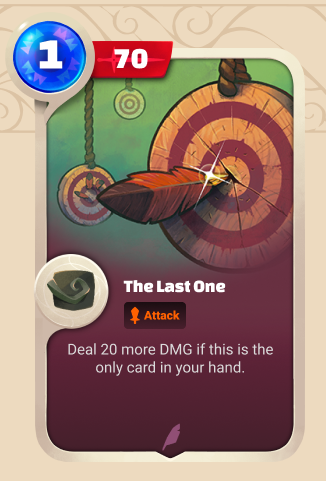 1
70
The Last One
Attack
Deal 20 more DMG if this is the
only card in your hand.